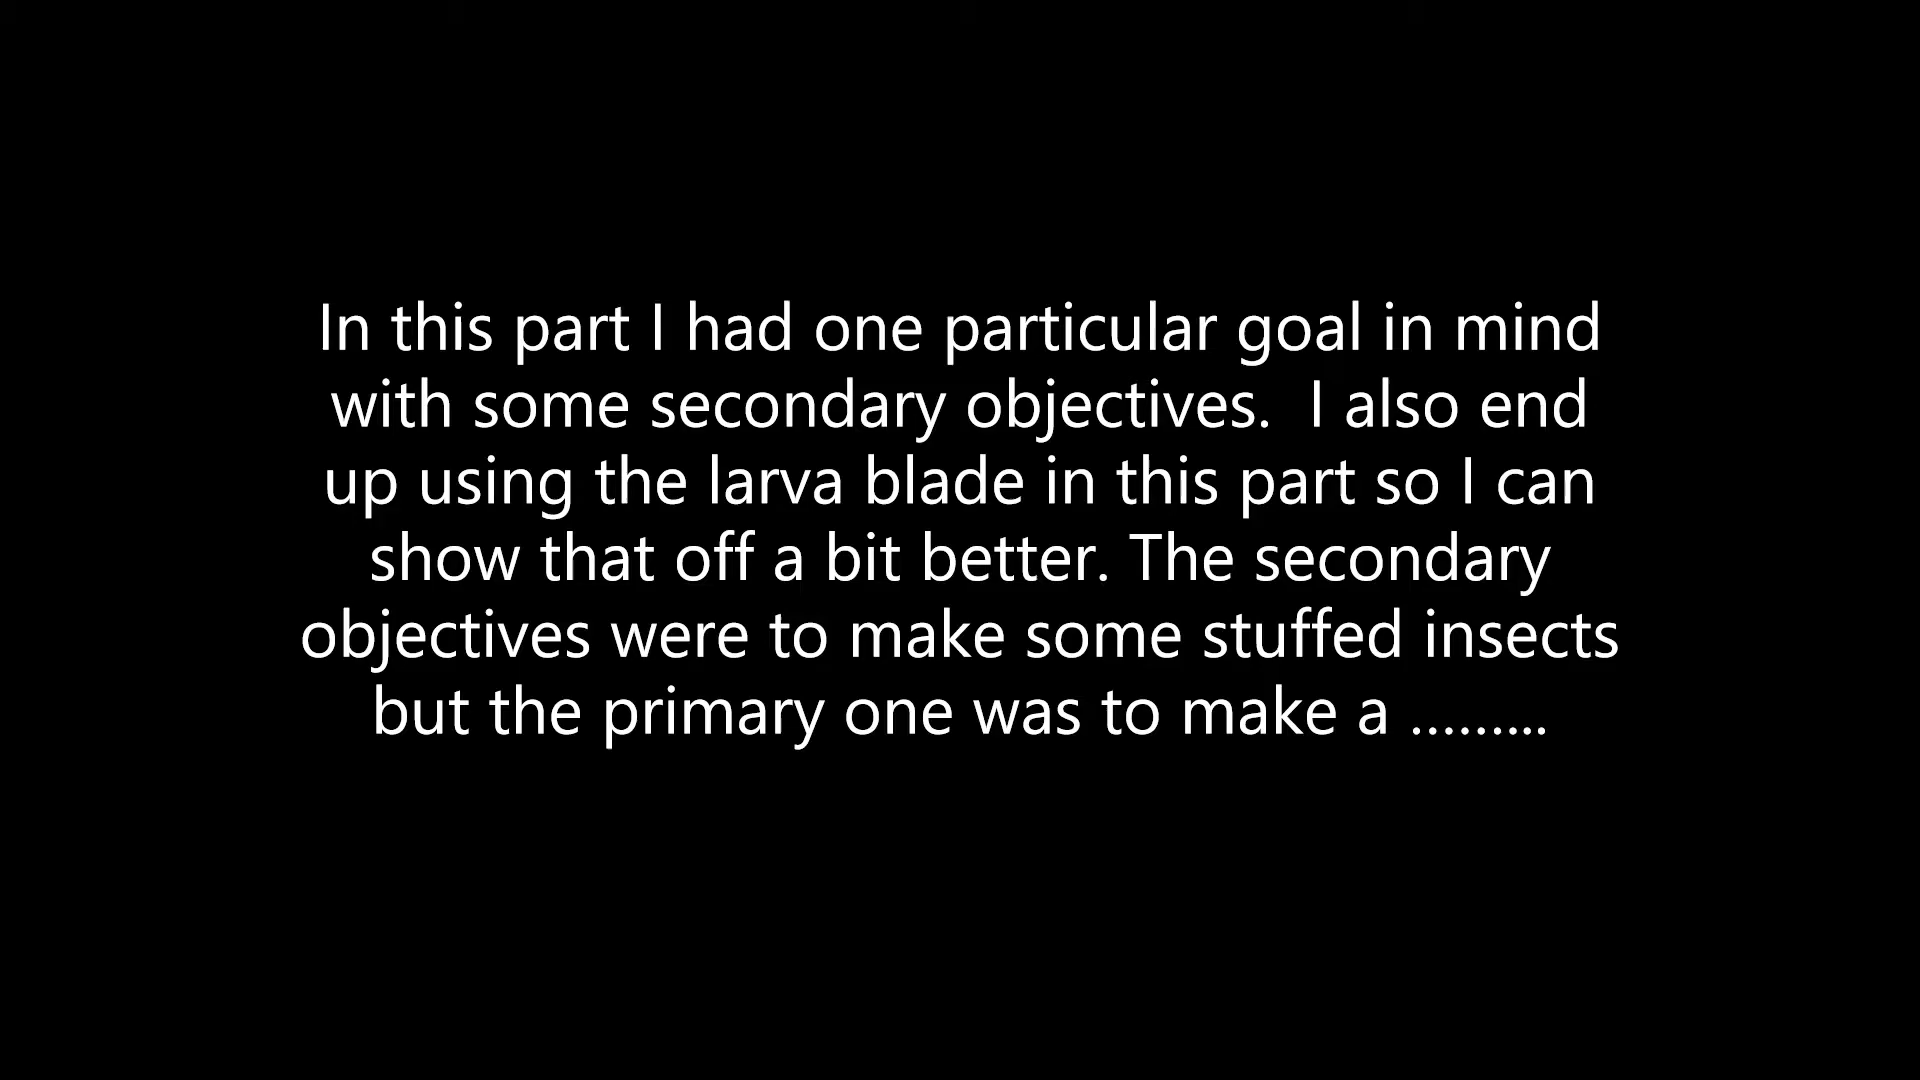 In this part I had one particular goal in mind
with some secondary objectives.  I also end
up using the larva blade in this part so I can
show that off a bit better. The secondary
objectives were to make some stuffed insects
but the primary one was to make a .........